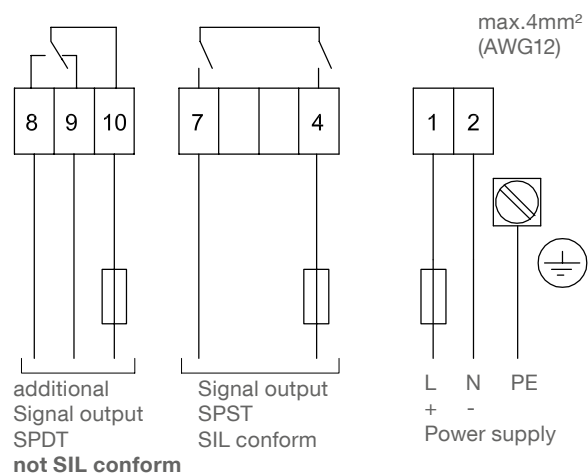 max.4mm²
(AWG12)
8 9 10
7 4
1 2
additional
Signal output
SPDT
not SIL conform
Signal output
SPST
SIL conform
L N PE
+ -
Power supply